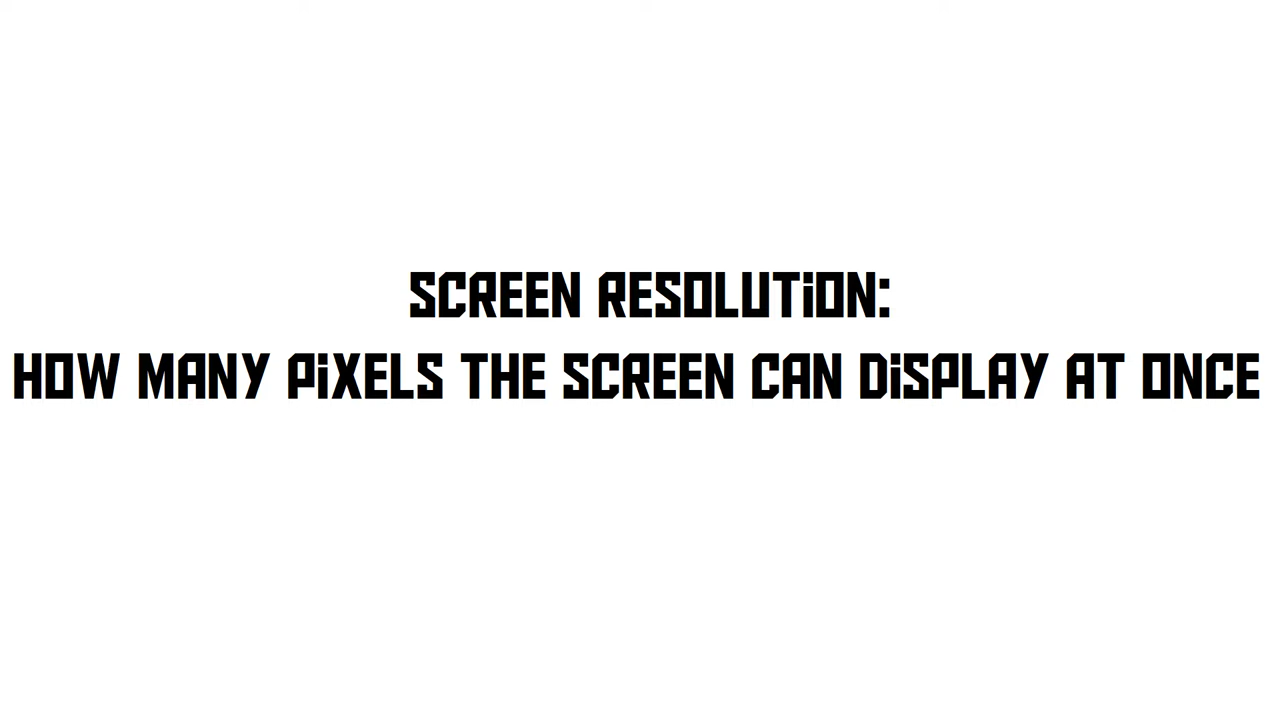 SCREEN RESOLUTiON:
HOW MANY PiXELS THE SCREEN CAN DiSPLAY AT ONCE